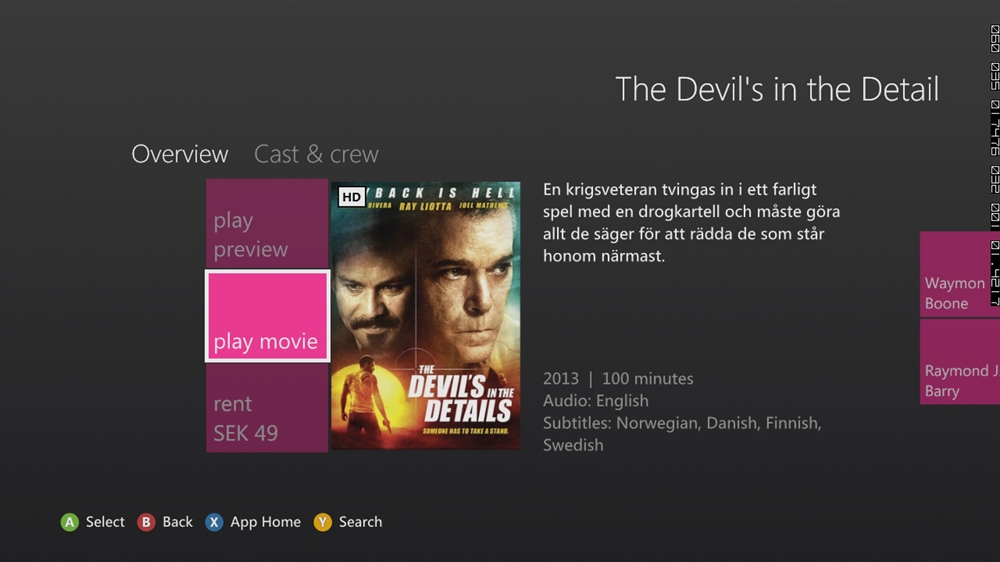 The Devil's in the Detail
Overview
Cast & crew
play
preview
play movie
rent
SEK 49
HD
BACK IS HELL
RIVERA RAY LIOTTA JOEL MATHEWS
THE
DEVIL'S IN THE
DETAILS
SOMEONE HAS TO TAKE A STAND.
En krigsveteran tvingas in i ett farligt
spel med en drogkartell och måste göra
allt de säger för att rädda de som står
honom närmast.
2013 | 100 minutes
Audio: English
Subtitles: Norwegian, Danish, Finnish,
Swedish
Waymon
Boone
Raymond J.
Barry
A Select
B Back
X App Home
Y Search